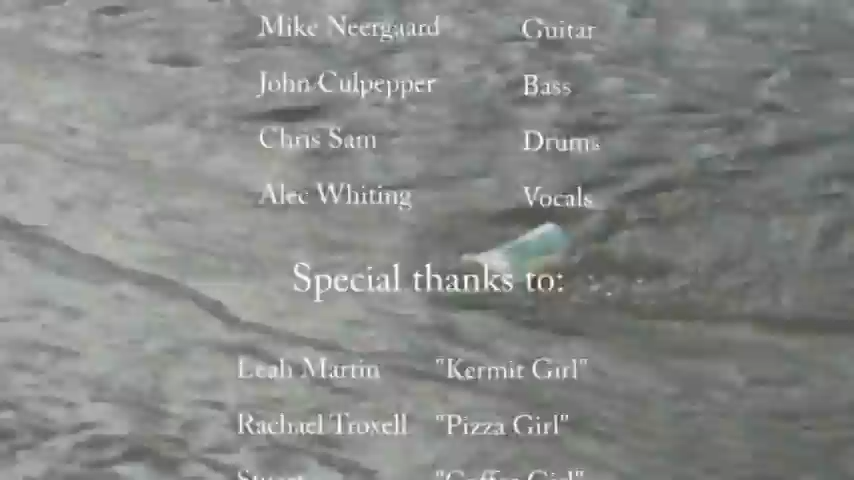 Mike Neergaard Guitar
John Culpepper Bass
Chris Sam Drums
Alec Whiting Vocals
Special thanks to:
Leah Martin "Kermit Girl"
Rachael Troxell "Pizza Girl"